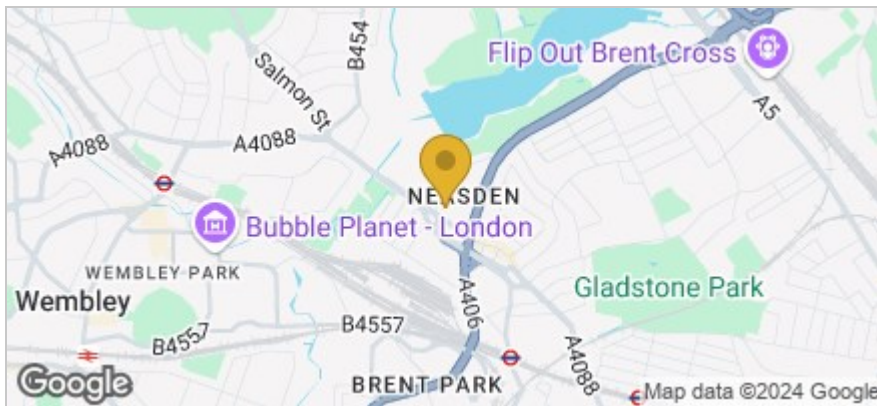 B454
Flip Out Brent Cross
Salmon St
A5
A4088
A4088
NEASDEN
Bubble Planet - London
WEMBLEY PARK
Wembley
Gladstone Park
A406
B4557
B4557
A4088
BRENT PARK
Google
Map data ©2024 Google